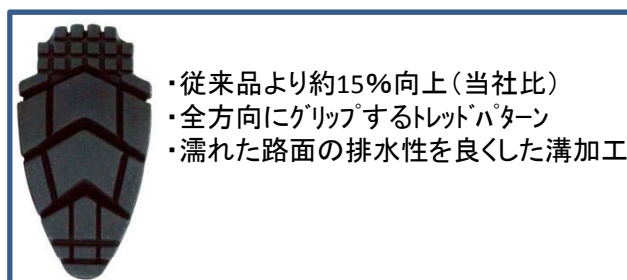 ・従来品より約15%向上（当社比）
・全方向にｸﾞﾘｯﾌﾟするﾄﾚｯﾄﾞﾊﾟﾀｰﾝ
・濡れた路面の排水性を良くした溝加工